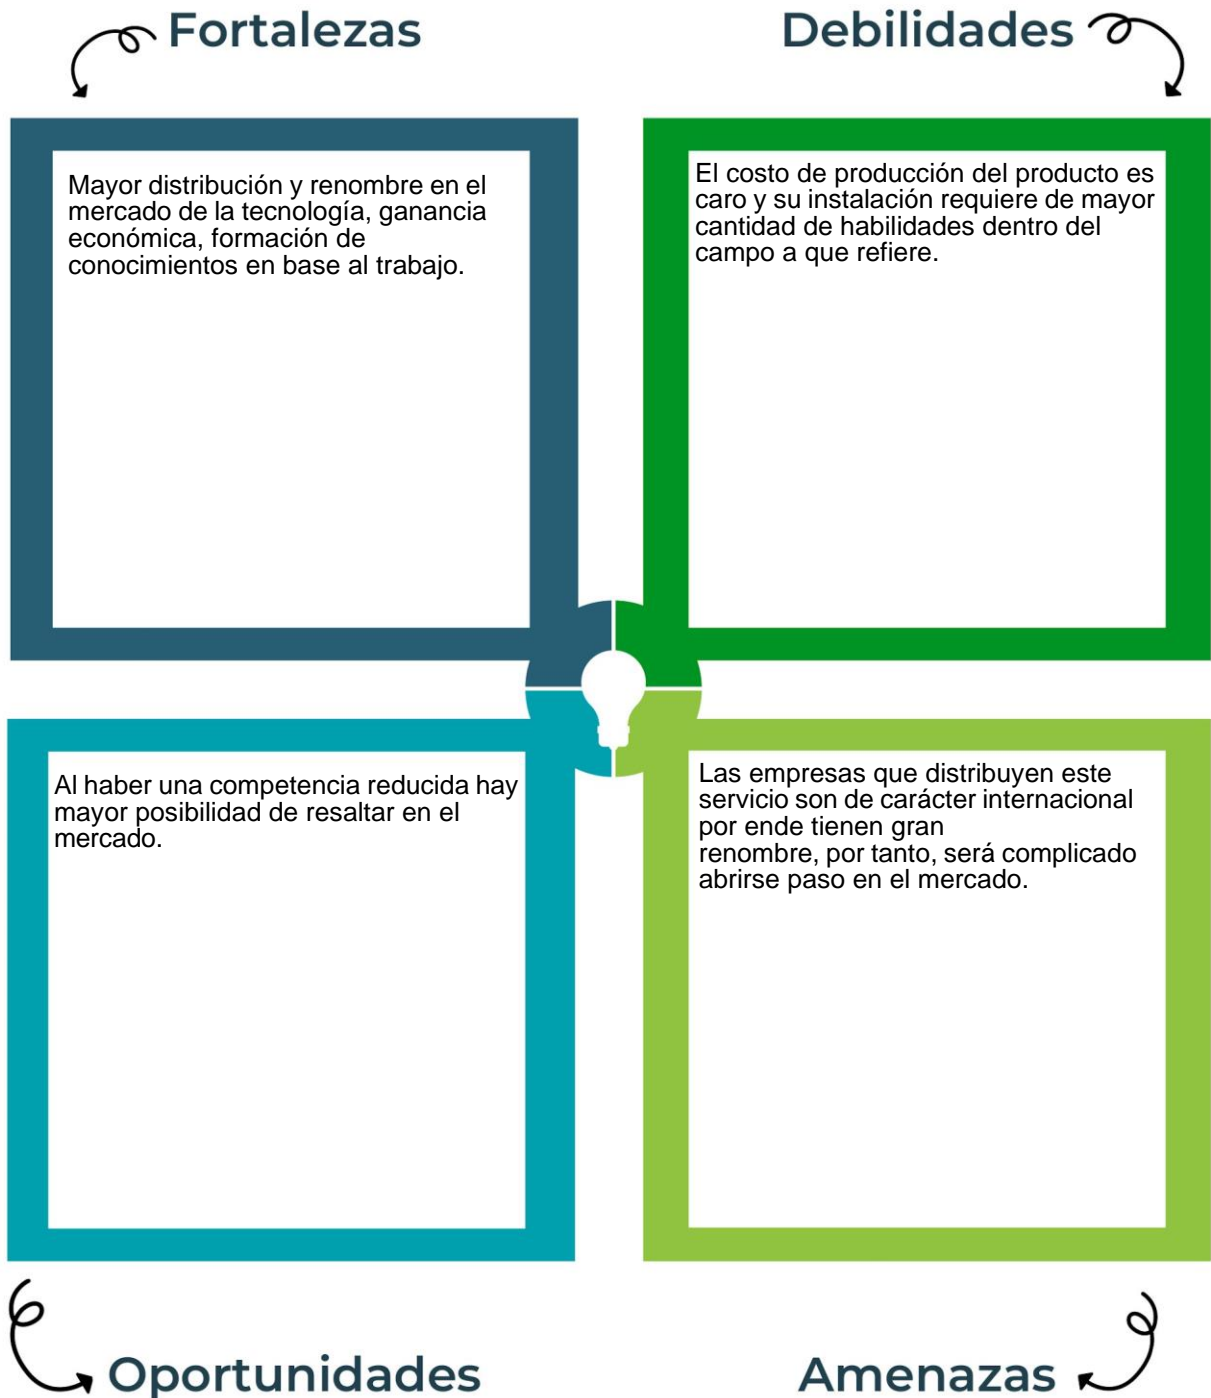 Fortalezas
Mayor distribución y renombre en el
mercado de la tecnología, ganancia
económica, formación de
conocimientos en base al trabajo.
Debilidades
El costo de producción del producto es
caro y su instalación requiere de mayor
cantidad de habilidades dentro del
campo a que refiere.
Al haber una competencia reducida hay
mayor posibilidad de resaltar en el
mercado.
Oportunidades
Las empresas que distribuyen este
servicio son de carácter internacional
por ende tienen gran
renombre, por tanto, será complicado
abrirse paso en el mercado.
Amenazas